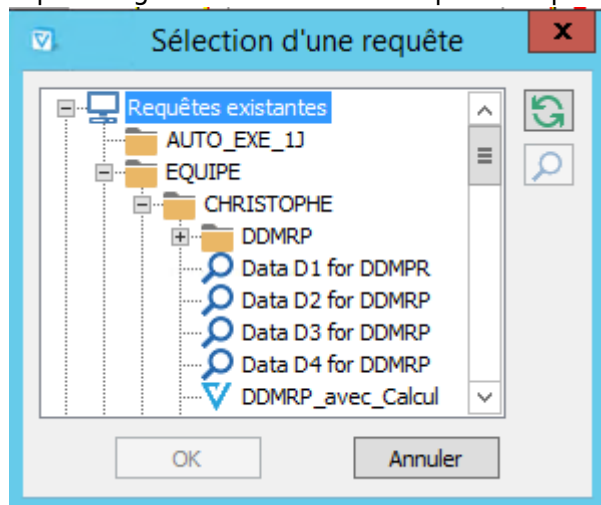 Sélection d'une requête
Requêtes existantes
AUTO_EXE_1J
EQUIPE
CHRISTOPHE
DDMRP
Data D1 for DDMPR
Data D2 for DDMRP
Data D3 for DDMRP
Data D4 for DDMRP
DDMRP_avec_Calcul
OK
Annuler